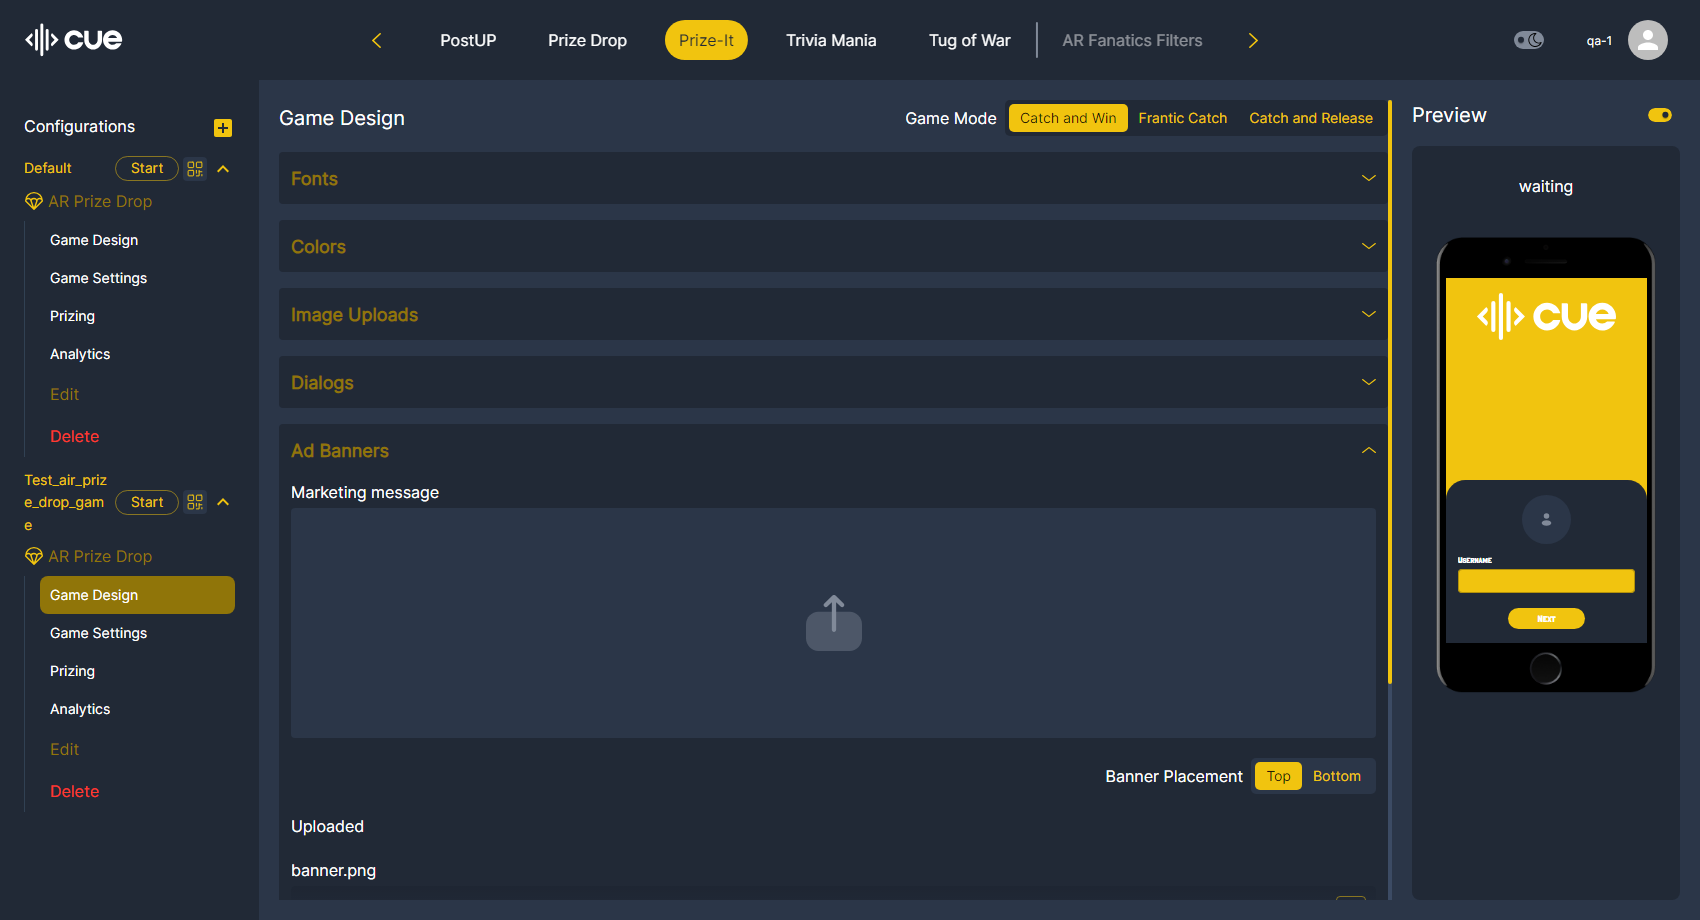 cue
PostUP
Prize Drop
Prize-It
Trivia Mania
Tug of War
AR Fanatics Filters
qa-1
Configurations
Default
Start
AR Prize Drop
Game Design
Game Settings
Prizing
Analytics
Edit
Delete
Test_air_priz
e_drop_gam
e
Start
AR Prize Drop
Game Design
Game Settings
Prizing
Analytics
Edit
Delete
Game Design
Game Mode
Catch and Win
Frantic Catch
Catch and Release
Fonts
Colors
Image Uploads
Dialogs
Ad Banners
Marketing message
Banner Placement
Top
Bottom
Uploaded
banner.png
Preview
waiting
cue
Username
Next